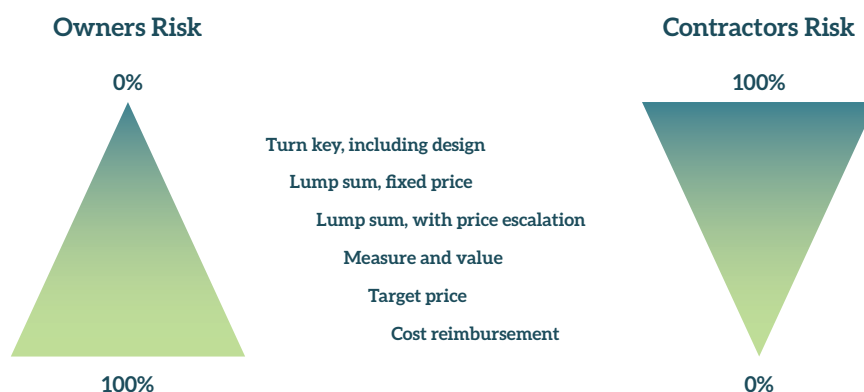 Owners Risk
Contractors Risk
0%
100%
Turn key, including design
Lump sum, fixed price
Lump sum, with price escalation
Measure and value
Target price
Cost reimbursement
100%
0%